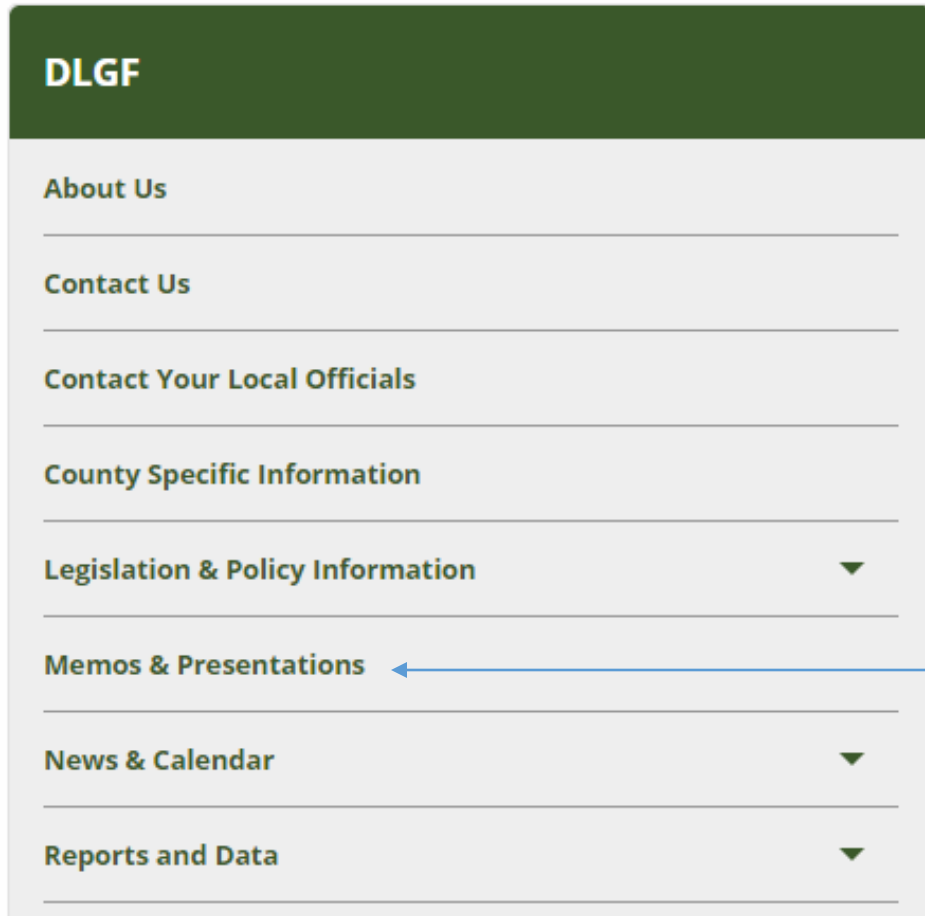 DLGF
About Us
Contact Us
Contact Your Local Officials
County Specific Information
Legislation & Policy Information
Memos & Presentations
News & Calendar
Reports and Data